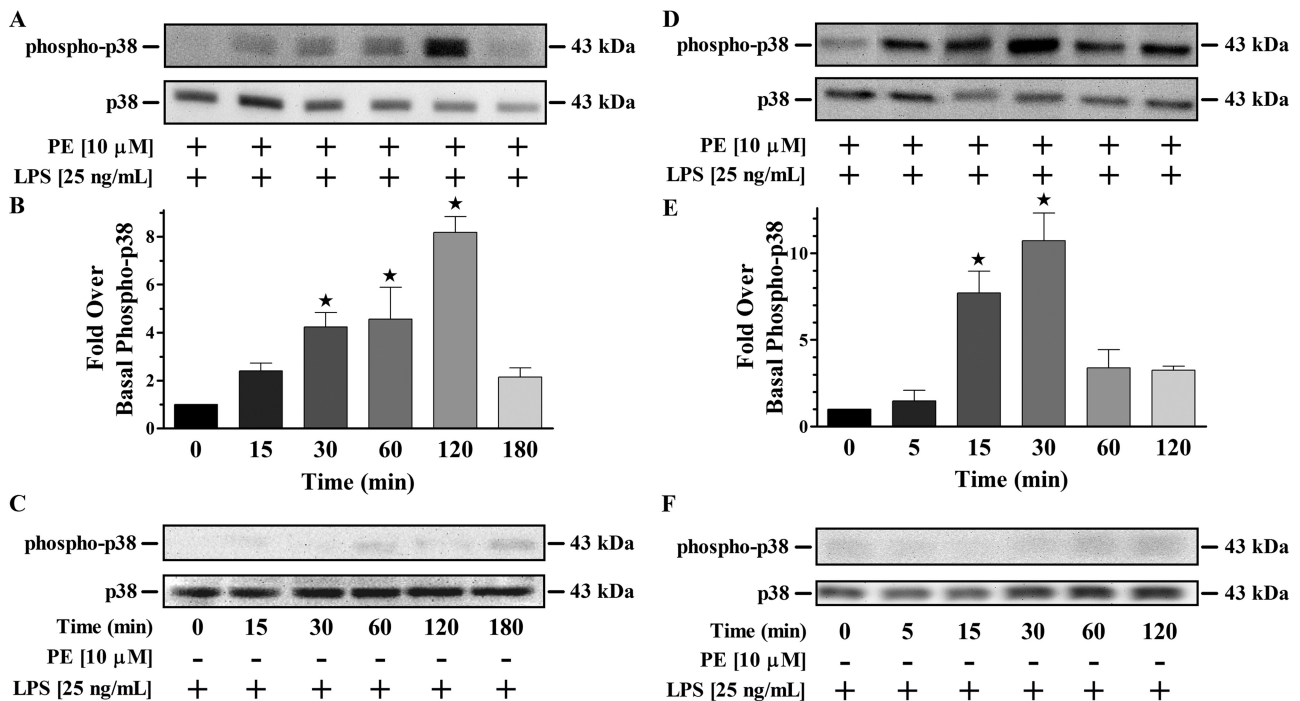 A
phospho-p38 43 kDa
p38 43 kDa
PE [10 μM] + + + + + +
LPS [25 ng/mL] + + + + + +
B
Fold Over
Basal Phospho-p38
8
6
4
2
0
0 15 30 60 120 180
Time (min)
C
phospho-p38 43 kDa
p38 43 kDa
Time (min) 0 15 30 60 120 180
PE [10 μM] - - - - - -
LPS [25 ng/mL] + + + + + +
D
phospho-p38 43 kDa
p38 43 kDa
PE [10 μM] + + + + + +
LPS [25 ng/mL] + + + + + +
E
Fold Over
Basal Phospho-p38
10
5
0
0 5 15 30 60 120
Time (min)
F
phospho-p38 43 kDa
p38 43 kDa
Time (min) 0 5 15 30 60 120
PE [10 μM] - - - - - -
LPS [25 ng/mL] + + + + + +